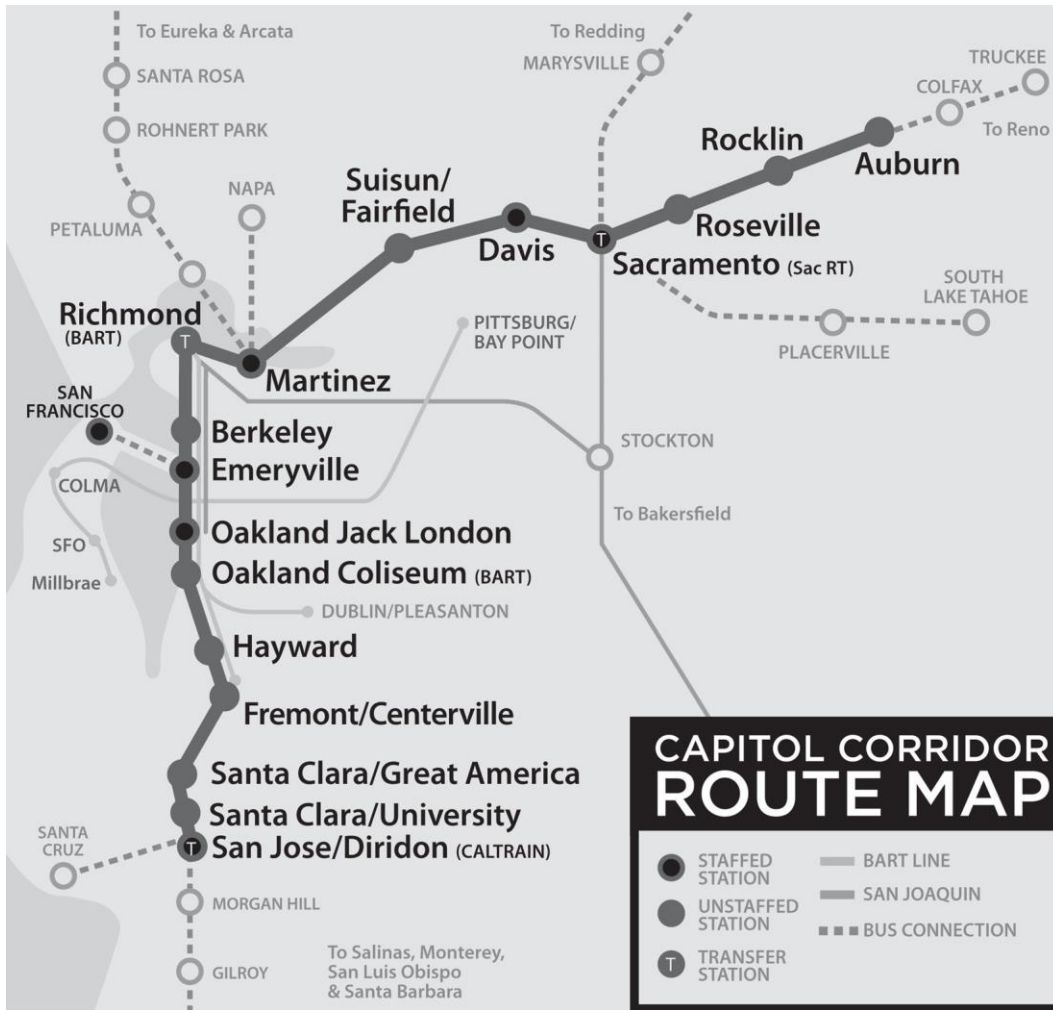 To Eureka & Arcata
SANTA ROSA
ROHNERT PARK
PETALUMA
NAPA
To Redding
MARYSVILLE
TRUCKEE
COLFAX
To Reno
Rocklin
Auburn
Roseville
Suisun/
Fairfield
Davis
Sacramento (Sac RT)
SOUTH
LAKE TAHOE
PLACERVILLE
Richmond
(BART)
T
T
PITTSBURG/
BAY POINT
Martinez
SAN
FRANCISCO
Berkeley
Emeryville
STOCKTON
COLMA
To Bakersfield
Oakland Jack London
SFO
Oakland Coliseum (BART)
Millbrae
DUBLIN/PLEASANTON
Hayward
Fremont/Centerville
Santa Clara/Great America
Santa Clara/University
T
San Jose/Diridon (CALTRAIN)
SANTA
CRUZ
MORGAN HILL
GILROY
To Salinas, Monterey,
San Luis Obispo
& Santa Barbara
CAPITOL CORRIDOR
ROUTE MAP
STAFFED
STATION
UNSTAFFED
STATION
T
TRANSFER
STATION
BART LINE
SAN JOAQUIN
BUS CONNECTION